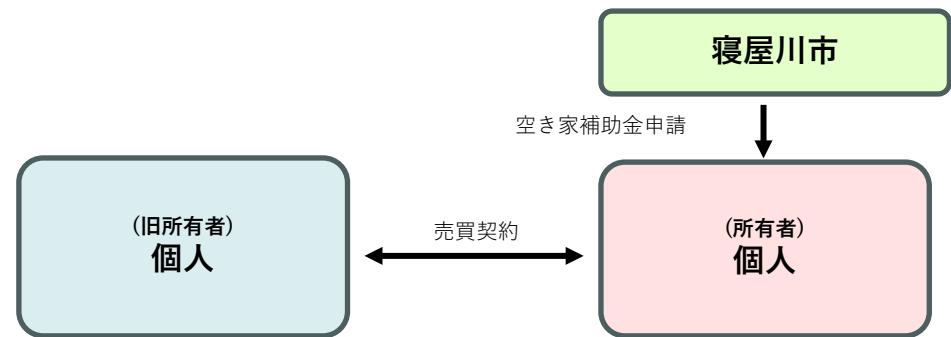 寝屋川市
空き家補助金申請
(旧所有者)
個人
売買契約
(所有者)
個人